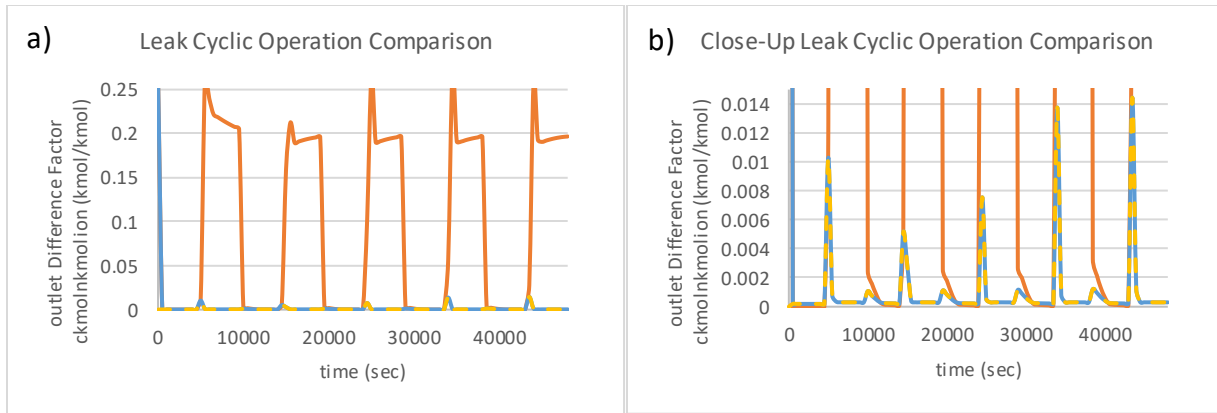 a)
Leak Cyclic Operation Comparison
outlet Difference Factor
ckmolnkmolion (kmol/kmol)
0.25
0.2
0.15
0.1
0.05
0
0 10000 20000 30000 40000
time (sec)
b)
Close-Up Leak Cyclic Operation Comparison
outlet Difference Factor
ckmolnkmolion (kmol/kmol)
0.014
0.012
0.01
0.008
0.006
0.004
0.002
0
0 10000 20000 30000 40000
time (sec)